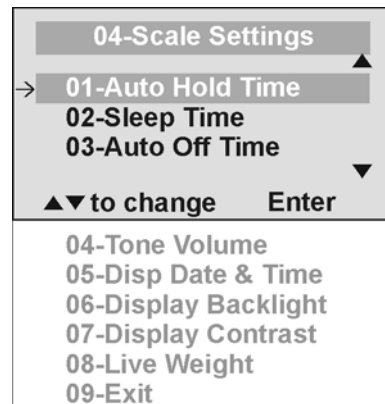 04-Scale Settings
▲
→ 01-Auto Hold Time
02-Sleep Time
03-Auto Off Time
▼
▲▼ to change Enter
04-Tone Volume
05-Disp Date & Time
06-Display Backlight
07-Display Contrast
08-Live Weight
09-Exit